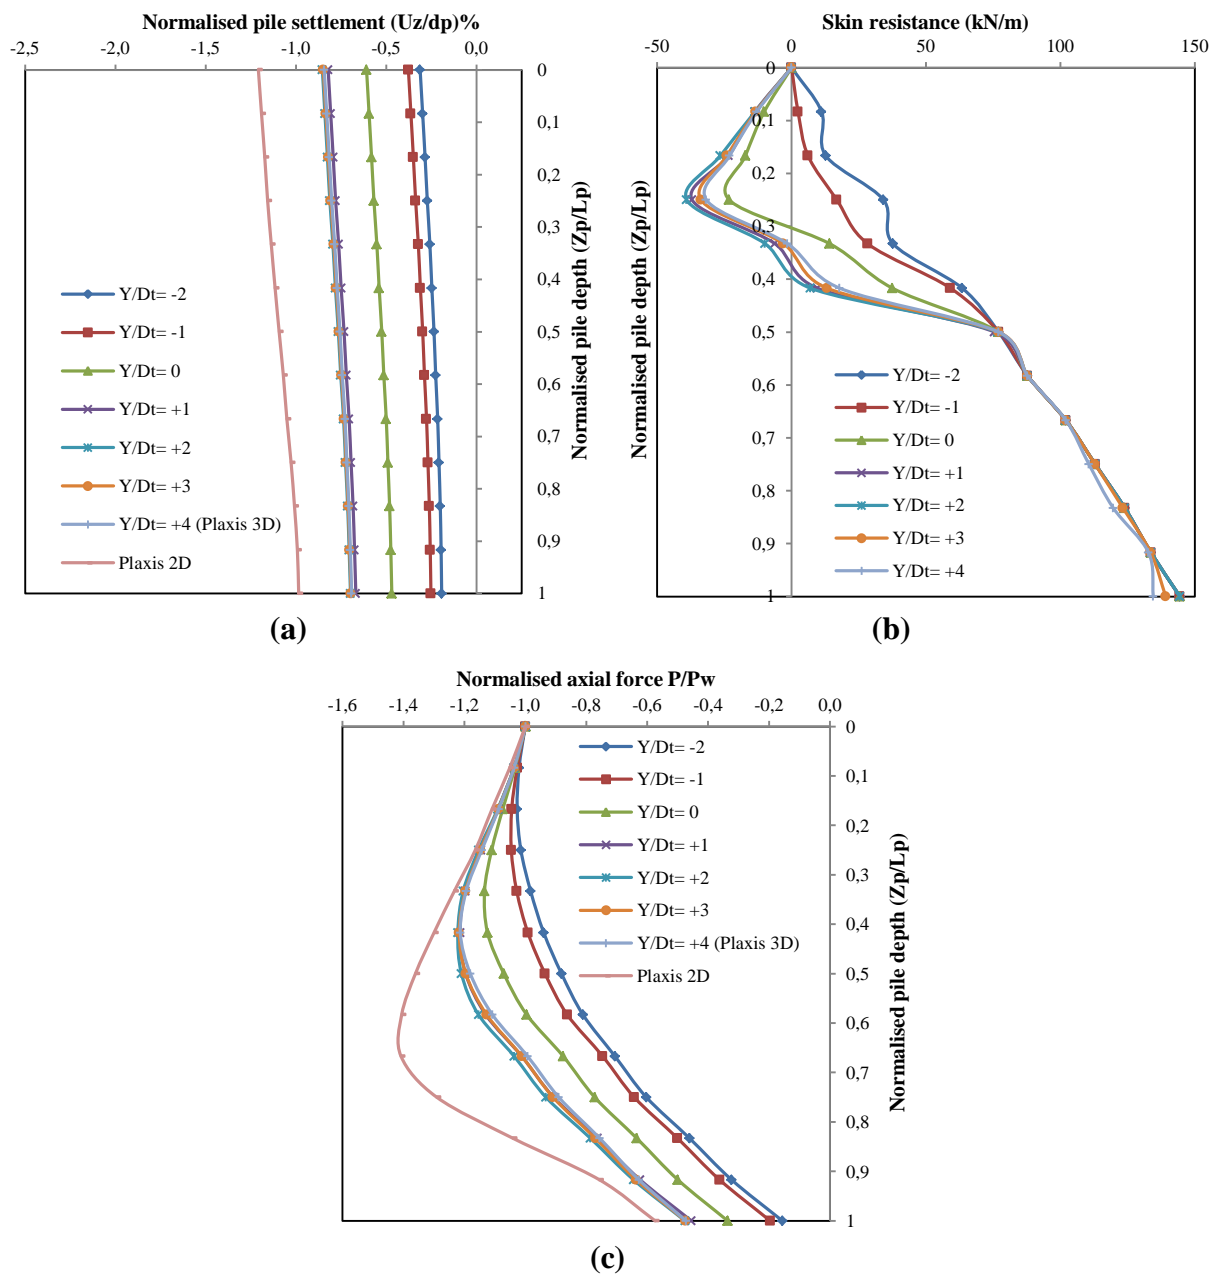 Normalised pile settlement (Uz/dp)%
-2,5 -2,0 -1,5 -1,0 -0,5 0,0
0
0,1
0,2
0,3
0,4
0,5
0,6
0,7
0,8
0,9
1
Normalised pile depth (Zp/Lp)
Y/Dt= -2
Y/Dt= -1
Y/Dt= 0
Y/Dt= +1
Y/Dt= +2
Y/Dt= +3
Y/Dt= +4 (Plaxis 3D)
Plaxis 2D
(a)
Skin resistance (kN/m)
-50 0 50 100 150
0
0,1
0,2
0,3
0,4
0,5
0,6
0,7
0,8
0,9
1
Normalised pile depth (Zp/Lp)
Y/Dt= -2
Y/Dt= -1
Y/Dt= 0
Y/Dt= +1
Y/Dt= +2
Y/Dt= +3
Y/Dt= +4
(b)
Normalised axial force P/Pw
-1,6 -1,4 -1,2 -1,0 -0,8 -0,6 -0,4 -0,2 0,0
0
0,1
0,2
0,3
0,4
0,5
0,6
0,7
0,8
0,9
1
Normalised pile depth (Zp/Lp)
Y/Dt= -2
Y/Dt= -1
Y/Dt= 0
Y/Dt= +1
Y/Dt= +2
Y/Dt= +3
Y/Dt= +4 (Plaxis 3D)
Plaxis 2D
(c)